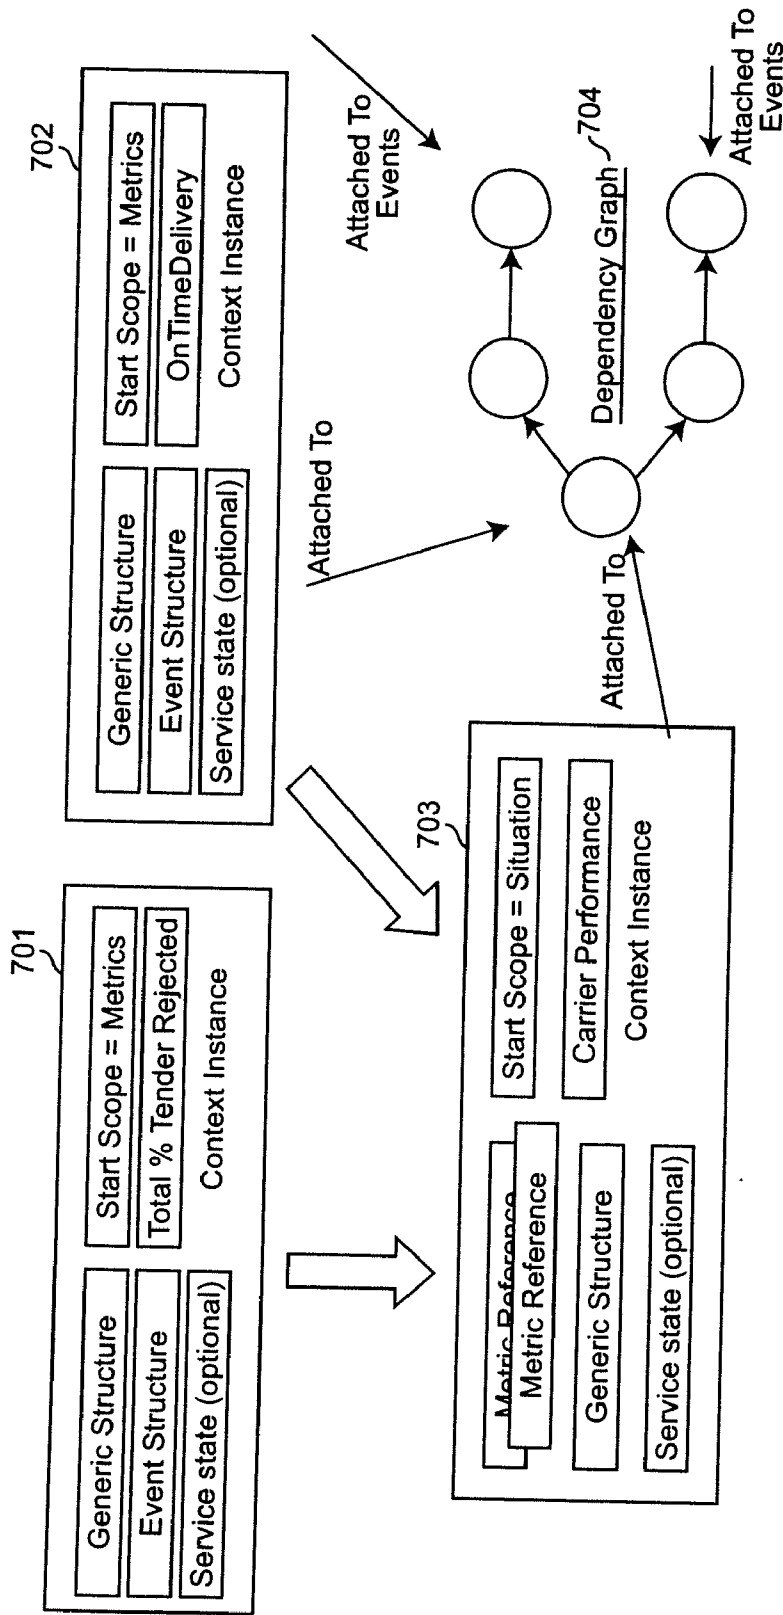 701
Generic Structure
Start Scope = Metrics
Event Structure
Total % Tender Rejected
Service state (optional)
Context Instance
702
Generic Structure
Start Scope = Metrics
Event Structure
OnTimeDelivery
Service state (optional)
Context Instance
703
Metric Reference
Metric Reference
Start Scope = Situation
Generic Structure
Carrier Performance
Service state (optional)
Context Instance
Attached To
Attached To
Attached To
Events
Dependency Graph
704
Attached To
Events